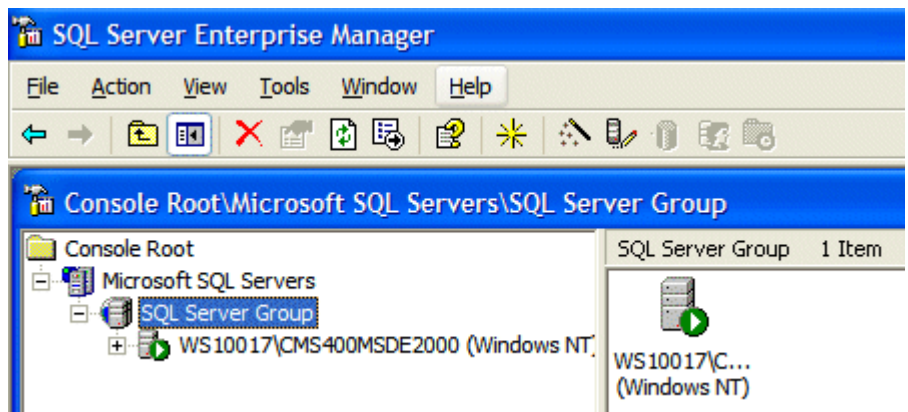 SQL Server Enterprise Manager
File Action View Tools Window Help
Console Root\Microsoft SQL Servers\SQL Server Group
Console Root
Microsoft SQL Servers
SQL Server Group
WS10017\CMS400MSDE2000 (Windows NT)
SQL Server Group 1 Item
WS10017\C...
(Windows NT)